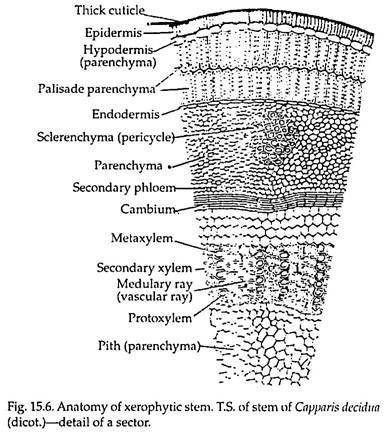 Thick cuticle
Epidermis
Hypodermis
(parenchyma)
Palisade parenchyma
Endodermis
Sclerenchyma (pericycle)
Parenchyma
Secondary phloem
Cambium
Metaxylem
Secondary xylem
Medulary ray
(vascular ray)
Protoxylem
Pith (parenchyma)
Fig. 15.6. Anatomy of xerophytic stem. T.S. of stem of Capparis decidua
(dicot.)—detail of a sector.